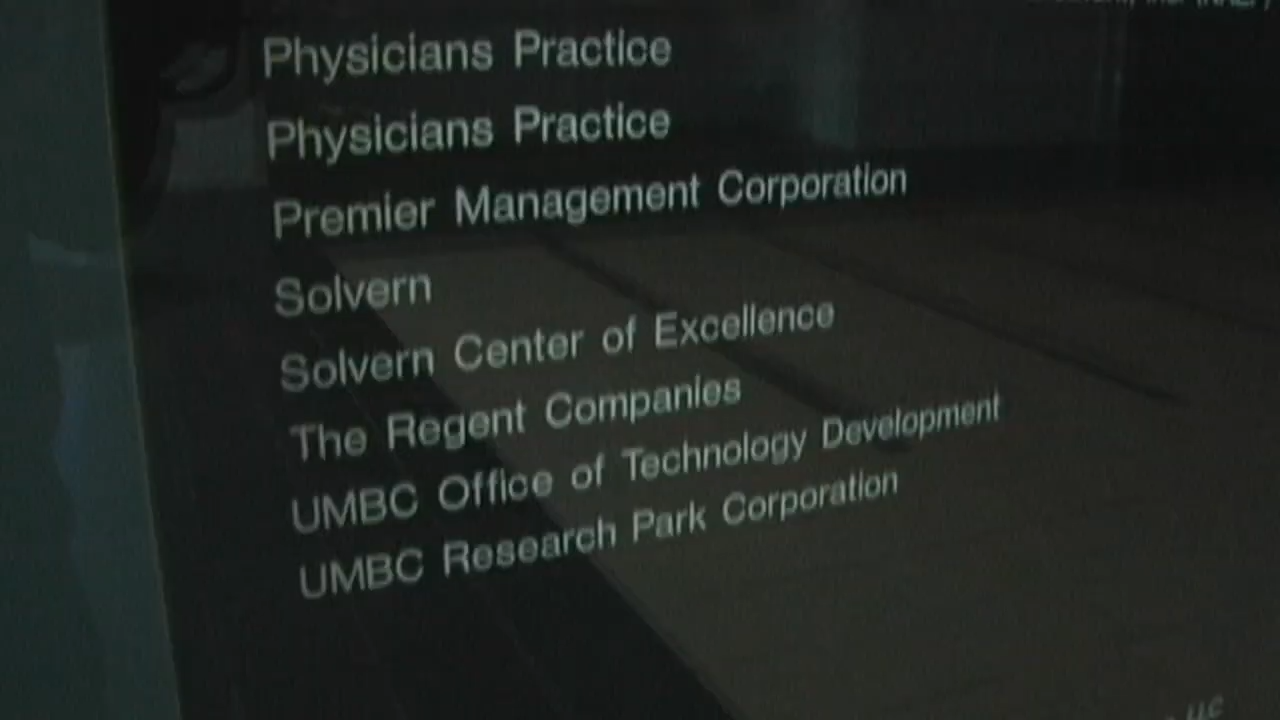 Physicians Practice
Physicians Practice
Premier Management Corporation
Solvern
Solvern Center of Excellence
The Regent Companies
UMBC Office of Technology Development
UMBC Research Park Corporation